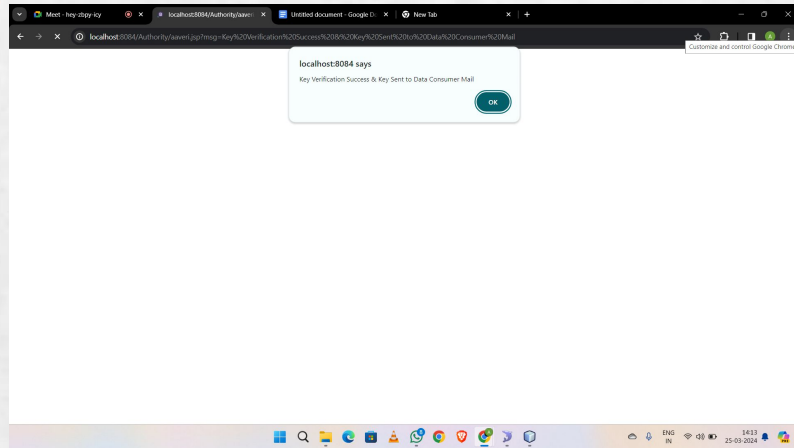 Meet - hey-zbpy-icy
localhost:8084/Authority/aaveri
Untitled document - Google Do
New Tab
localhost:8084/Authority/aaveri.jsp?msg=Key%20Verification%20Success%20&%20Key%20Sent%20to%20Data%20Consumer%20Mail
A
Customize and control Google Chrome
localhost:8084 says
Key Verification Success & Key Sent to Data Consumer Mail
OK
ENG
IN
14:13
25-03-2024